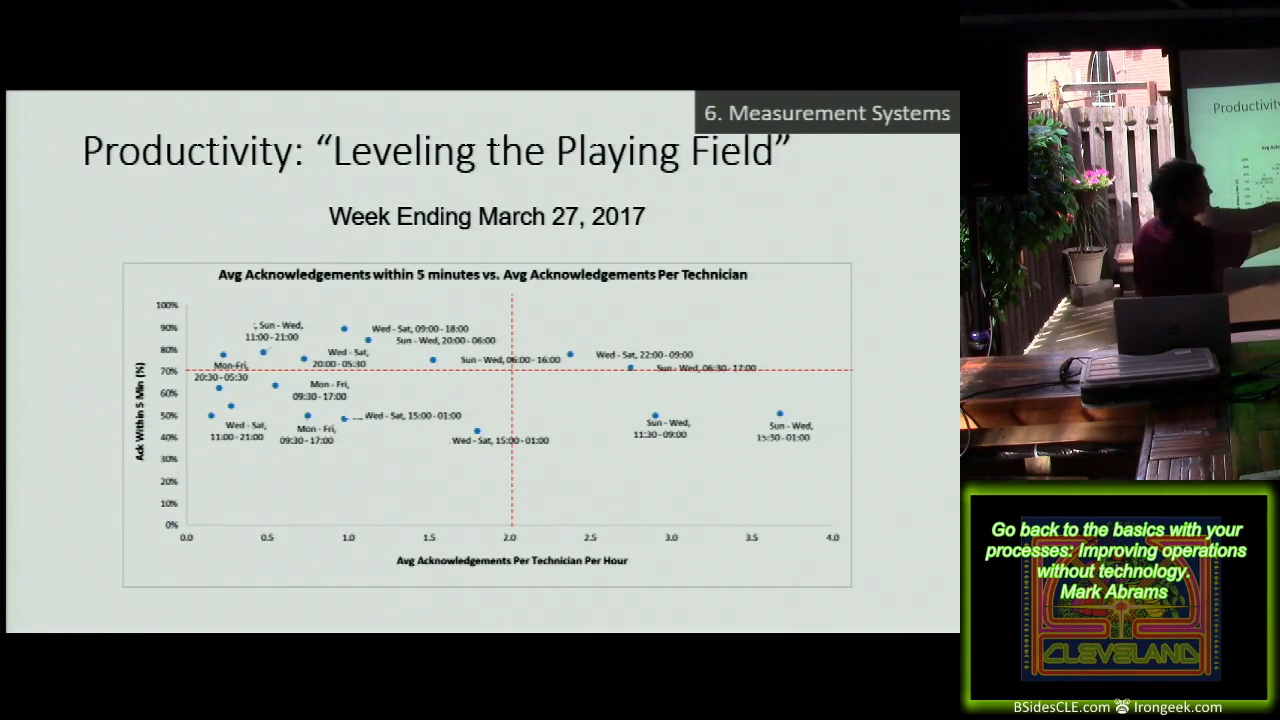 6. Measurement Systems
Productivity: “Leveling the Playing Field”
Week Ending March 27, 2017
Avg Acknowledgements within 5 minutes vs. Avg Acknowledgements Per Technician
Ack Within 5 Min (%)
100%
90%
80%
70%
60%
50%
40%
30%
20%
10%
0%
, Sun - Wed,
11:00 - 21:00
Wed - Sat, 09:00 - 18:00
Sun - Wed, 20:00 - 06:00
Wed - Sat,
20:00 - 05:30
Sun - Wed, 06:00 - 16:00
Wed - Sat, 22:00 - 09:00
Sun - Wed, 06:30 - 17:00
Mon-Fri,
20:30 - 05:30
Mon - Fri,
09:30 - 17:00
Wed - Sat,
11:00 - 21:00
Mon - Fri,
09:30 - 17:00
Wed - Sat, 15:00 - 01:00
Wed - Sat, 15:00 - 01:00
Sun - Wed,
11:30 - 09:00
Sun - Wed,
15:30 - 01:00
0.0 0.5 1.0 1.5 2.0 2.5 3.0 3.5 4.0
Avg Acknowledgements Per Technician Per Hour
Productivity
Go back to the basics with your
processes: Improving operations
without technology.
Mark Abrams
CLEVELAND
BSidesCLE.com Irongeek.com